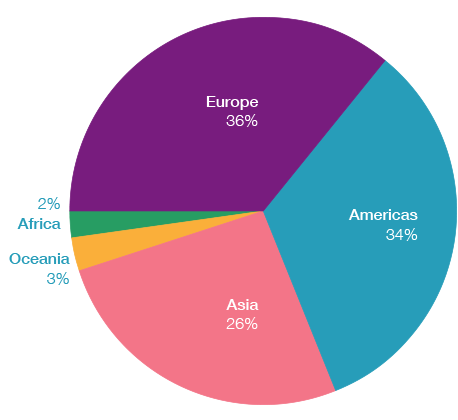 Europe
36%
Americas
34%
2%
Africa
Oceania
3%
Asia
26%